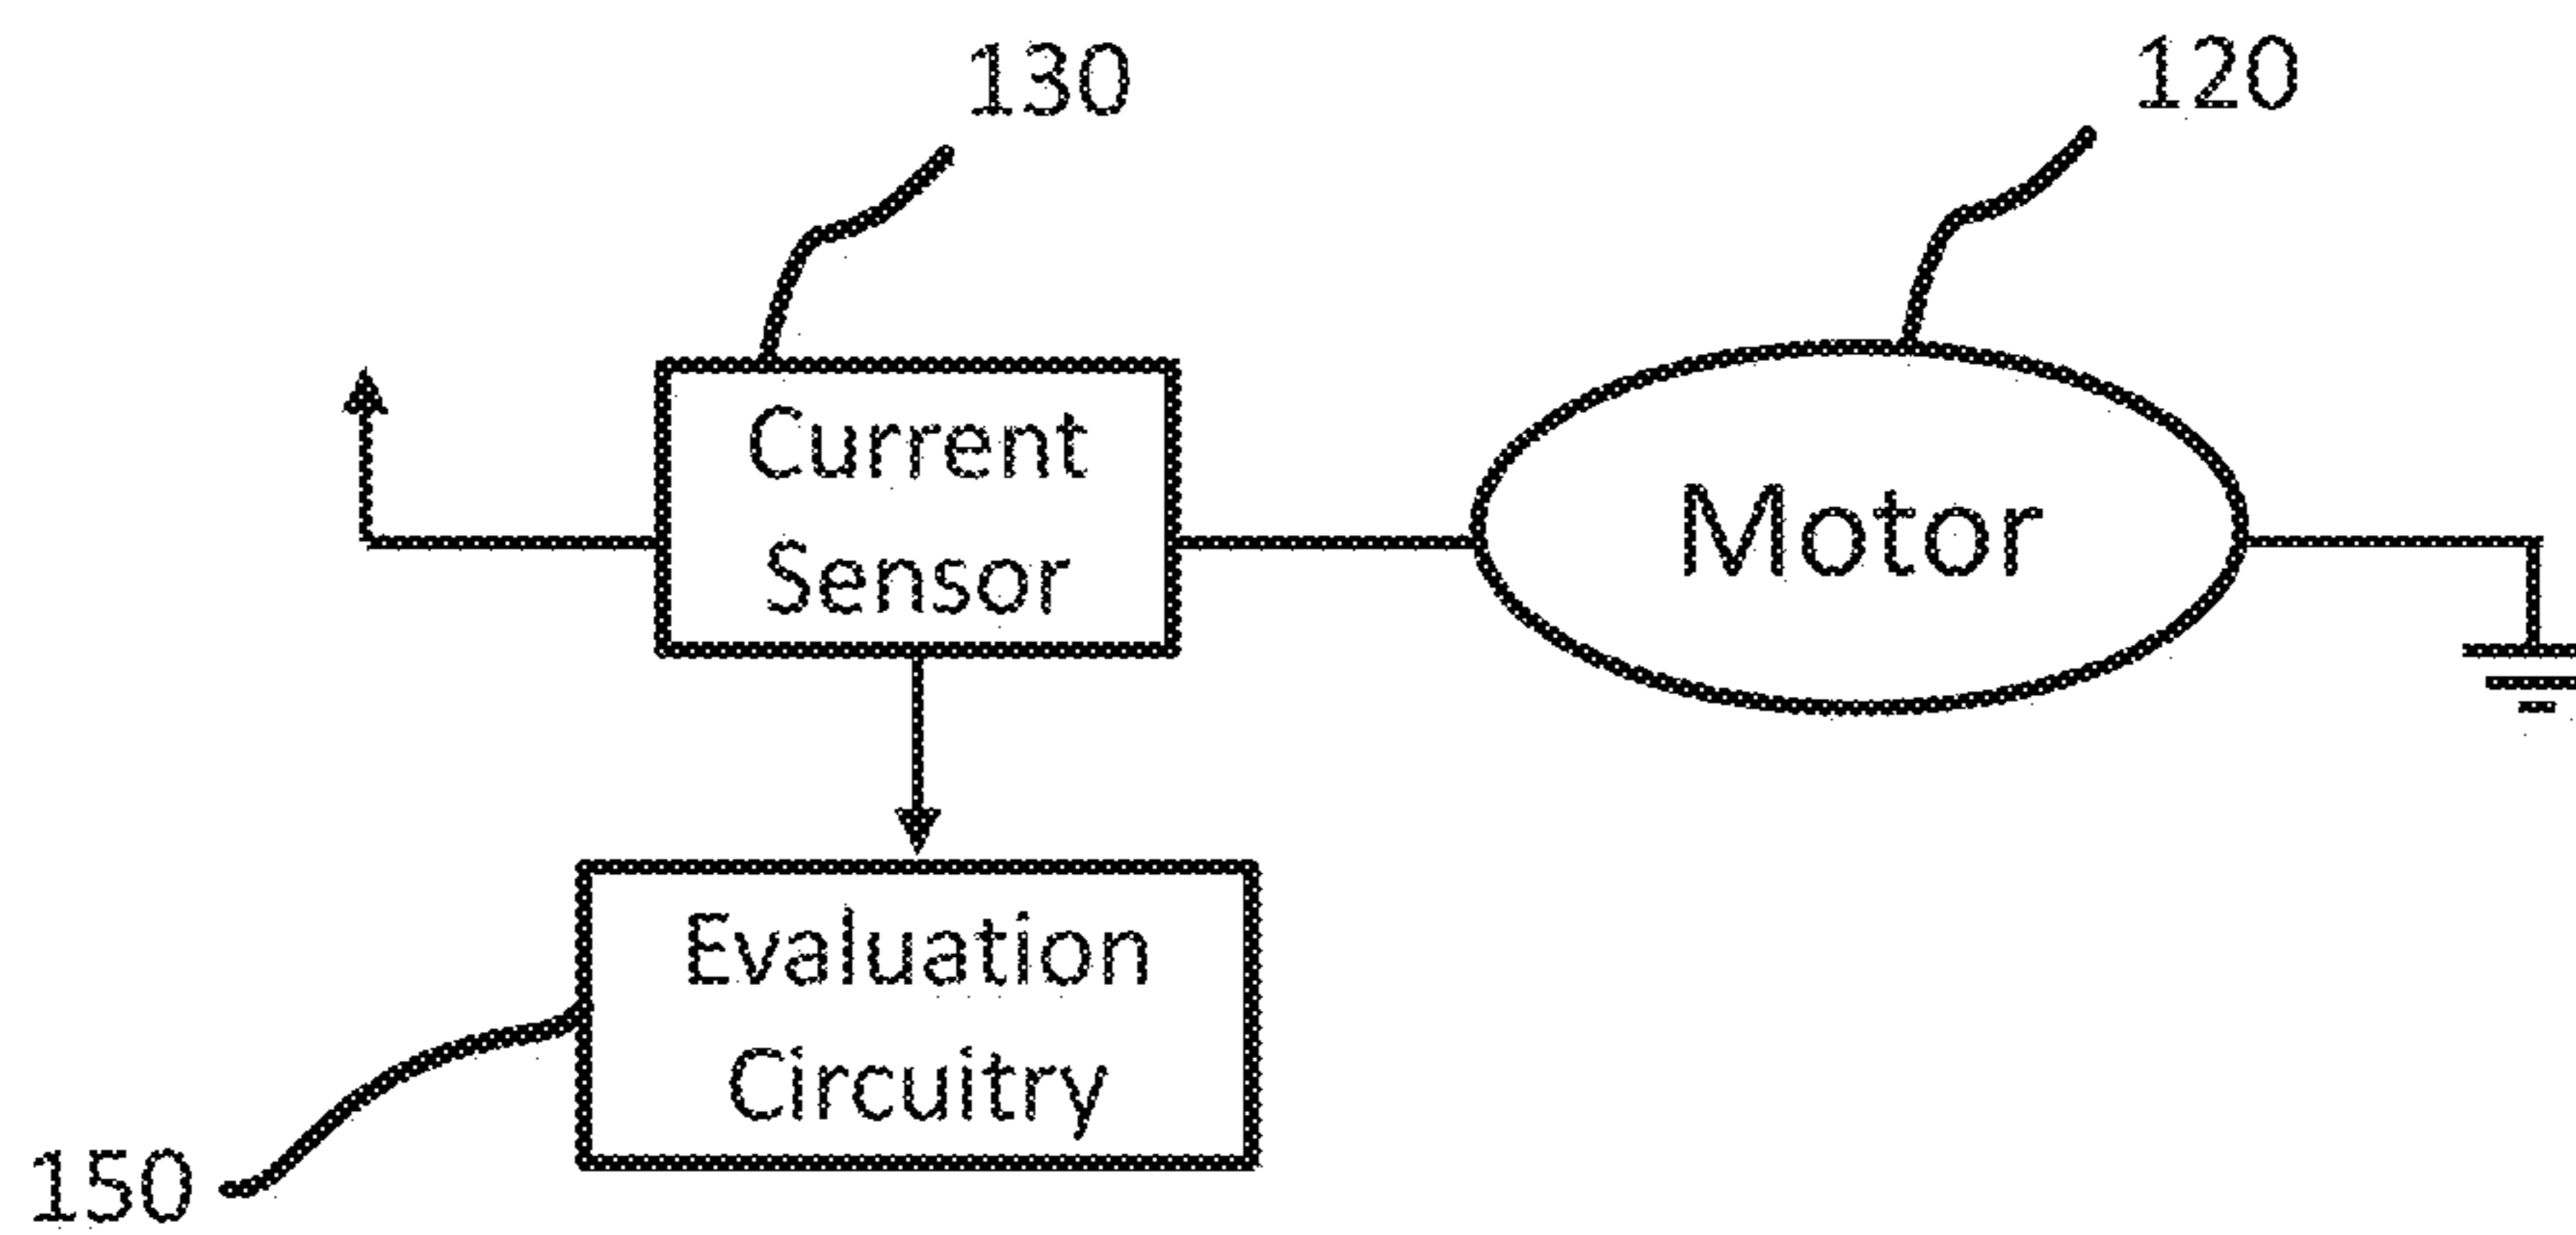 130
120
Current
Sensor
Motor
Evaluation
Circuitry
150